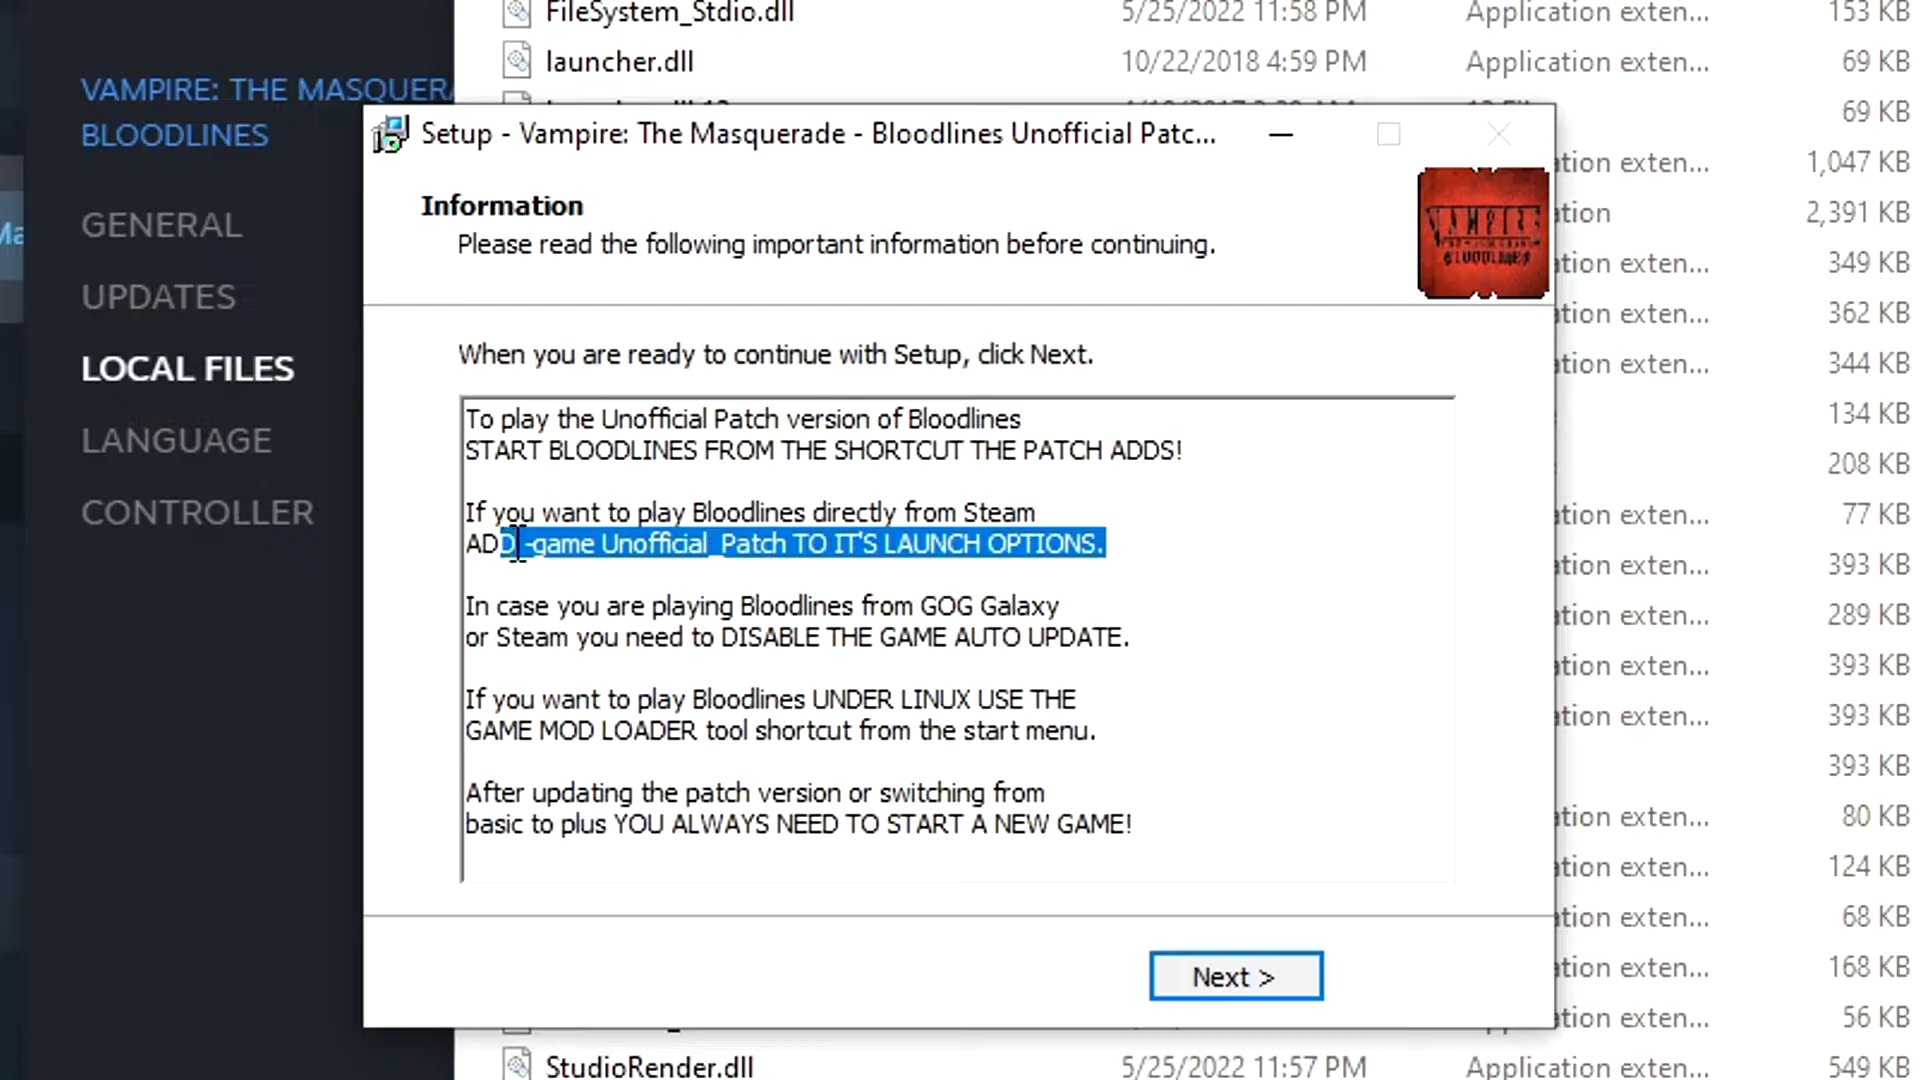 FileSystem_Stdio.dll 5/25/2022 11:58 PM Application exten... 153 KB
launcher.dll 10/22/2018 4:59 PM Application exten... 69 KB
69 KB
VAMPIRE: THE MASQUERA
BLOODLINES
GENERAL
UPDATES
LOCAL FILES
LANGUAGE
CONTROLLER
Ma
Setup - Vampire: The Masquerade - Bloodlines Unofficial Patc...
Information
Please read the following important information before continuing.
VAMPIRE
BLOODLINES
When you are ready to continue with Setup, click Next.
To play the Unofficial Patch version of Bloodlines
START BLOODLINES FROM THE SHORTCUT THE PATCH ADDS!
If you want to play Bloodlines directly from Steam
ADD -game Unofficial_Patch TO IT'S LAUNCH OPTIONS.
In case you are playing Bloodlines from GOG Galaxy
or Steam you need to DISABLE THE GAME AUTO UPDATE.
If you want to play Bloodlines UNDER LINUX USE THE
GAME MOD LOADER tool shortcut from the start menu.
After updating the patch version or switching from
basic to plus YOU ALWAYS NEED TO START A NEW GAME!
Next >
ation exten... 1,047 KB
ation 2,391 KB
ation exten... 349 KB
ation exten... 362 KB
ation exten... 344 KB
134 KB
208 KB
ation exten... 77 KB
ation exten... 393 KB
ation exten... 289 KB
ation exten... 393 KB
ation exten... 393 KB
393 KB
ation exten... 80 KB
ation exten... 124 KB
ation exten... 68 KB
ation exten... 168 KB
ation exten... 56 KB
StudioRender.dll 5/25/2022 11:57 PM Application exten... 549 KB